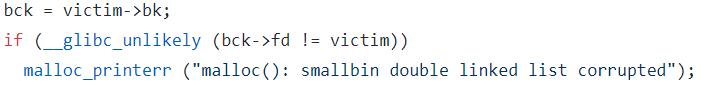 bck = victim->bk;
if (__glibc_unlikely (bck->fd != victim))
malloc_printerr ("malloc(): smallbin double linked list corrupted");